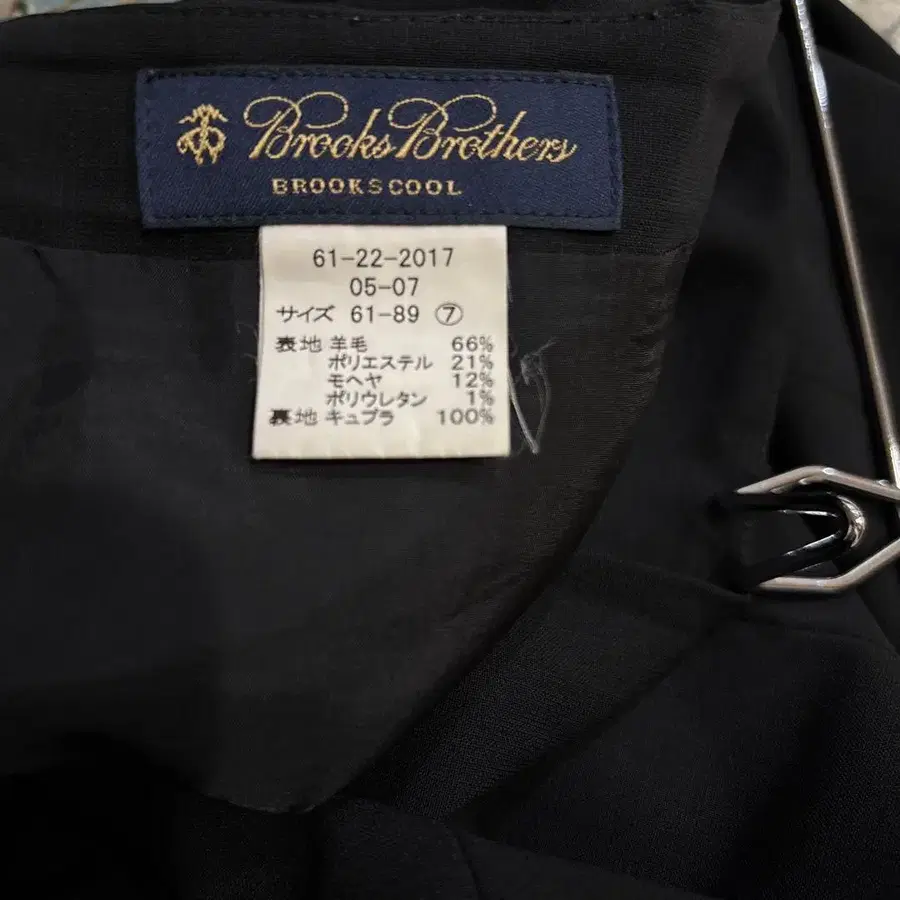 Brooks Brothers
BROOKSCOOL
61-22-2017
05-07
サイズ 61-89 ⑦
表地 羊毛 66%
ポリエステル 21%
モヘヤ 12%
ポリウレタン 1%
裏地 キュプラ 100%